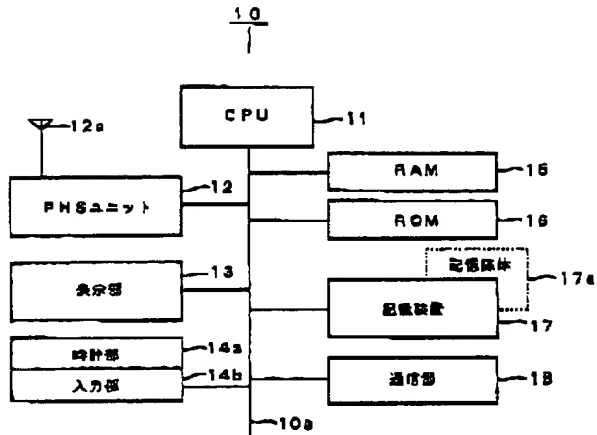 10
CPU
11
12a
RAM
15
12
PHSユニット
ROM
16
13
記憶媒体
17a
表示部
記憶装置
17
時計部
14a
入力部
14b
通信部
18
10a